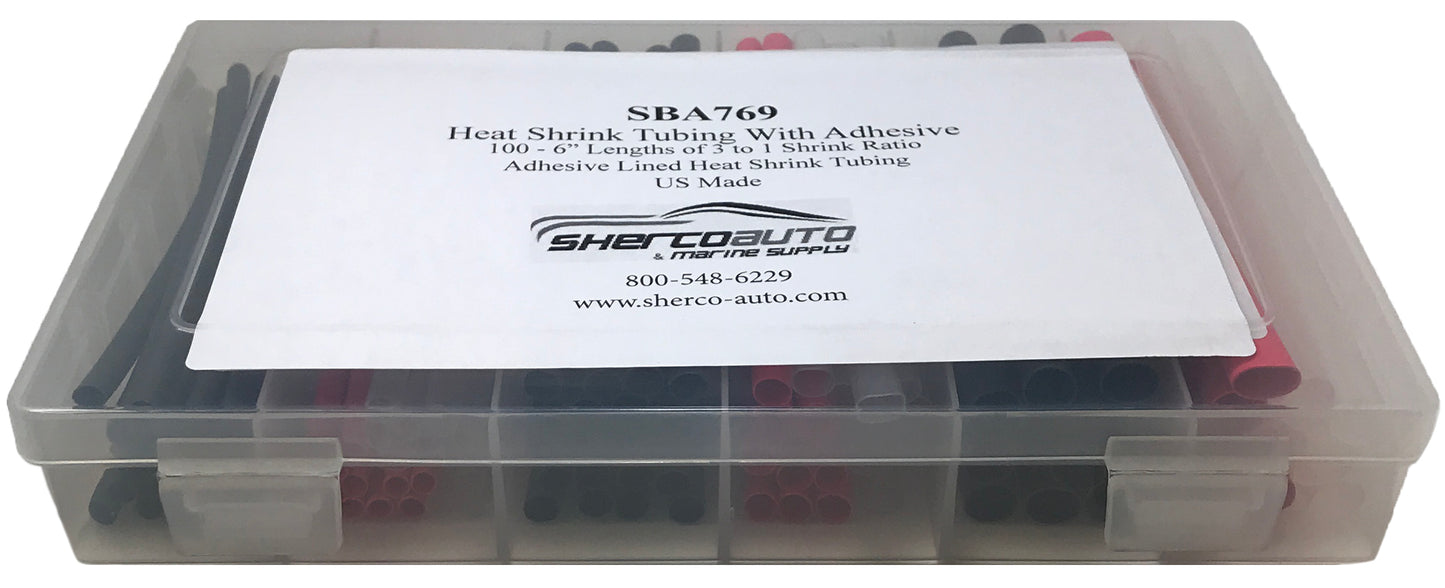 SBA769
Heat Shrink Tubing With Adhesive
100 - 6” Lengths of 3 to 1 Shrink Ratio
Adhesive Lined Heat Shrink Tubing
US Made
SHERCOAUTO
& MARINE SUPPLY
800-548-6229
www.sherco-auto.com